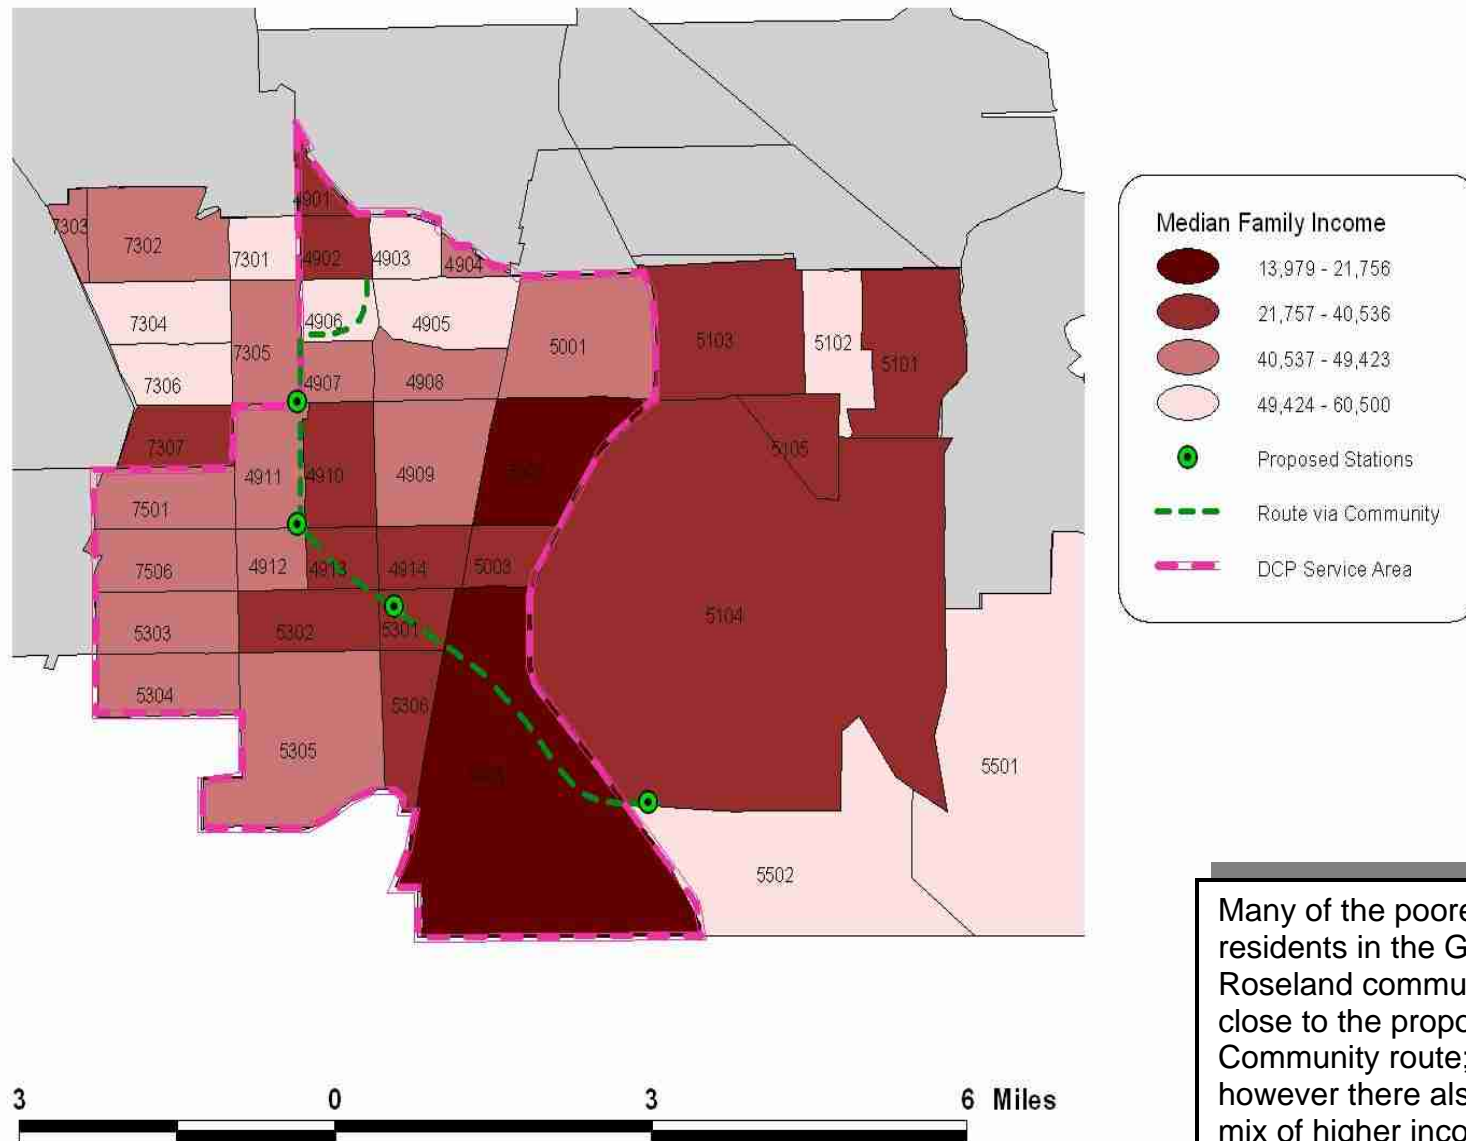 4901
7303
7302
7301
4902
4903
4904
7304
4906
4905
7305
5001
5103
5102
5101
7306
4907
4908
7307
4911
4910
4909
5105
7501
7506
4912
4913
4914
5003
5303
5302
5301
5104
5304
5306
5305
5501
5502
Median Family Income
13,979 - 21,756
21,757 - 40,536
40,537 - 49,423
49,424 - 60,500
Proposed Stations
Route via Community
DCP Service Area
Many of the poore
residents in the G
Roseland commu
close to the propo
Community route;
however there als
mix of higher inco
3 0 3 6 Miles